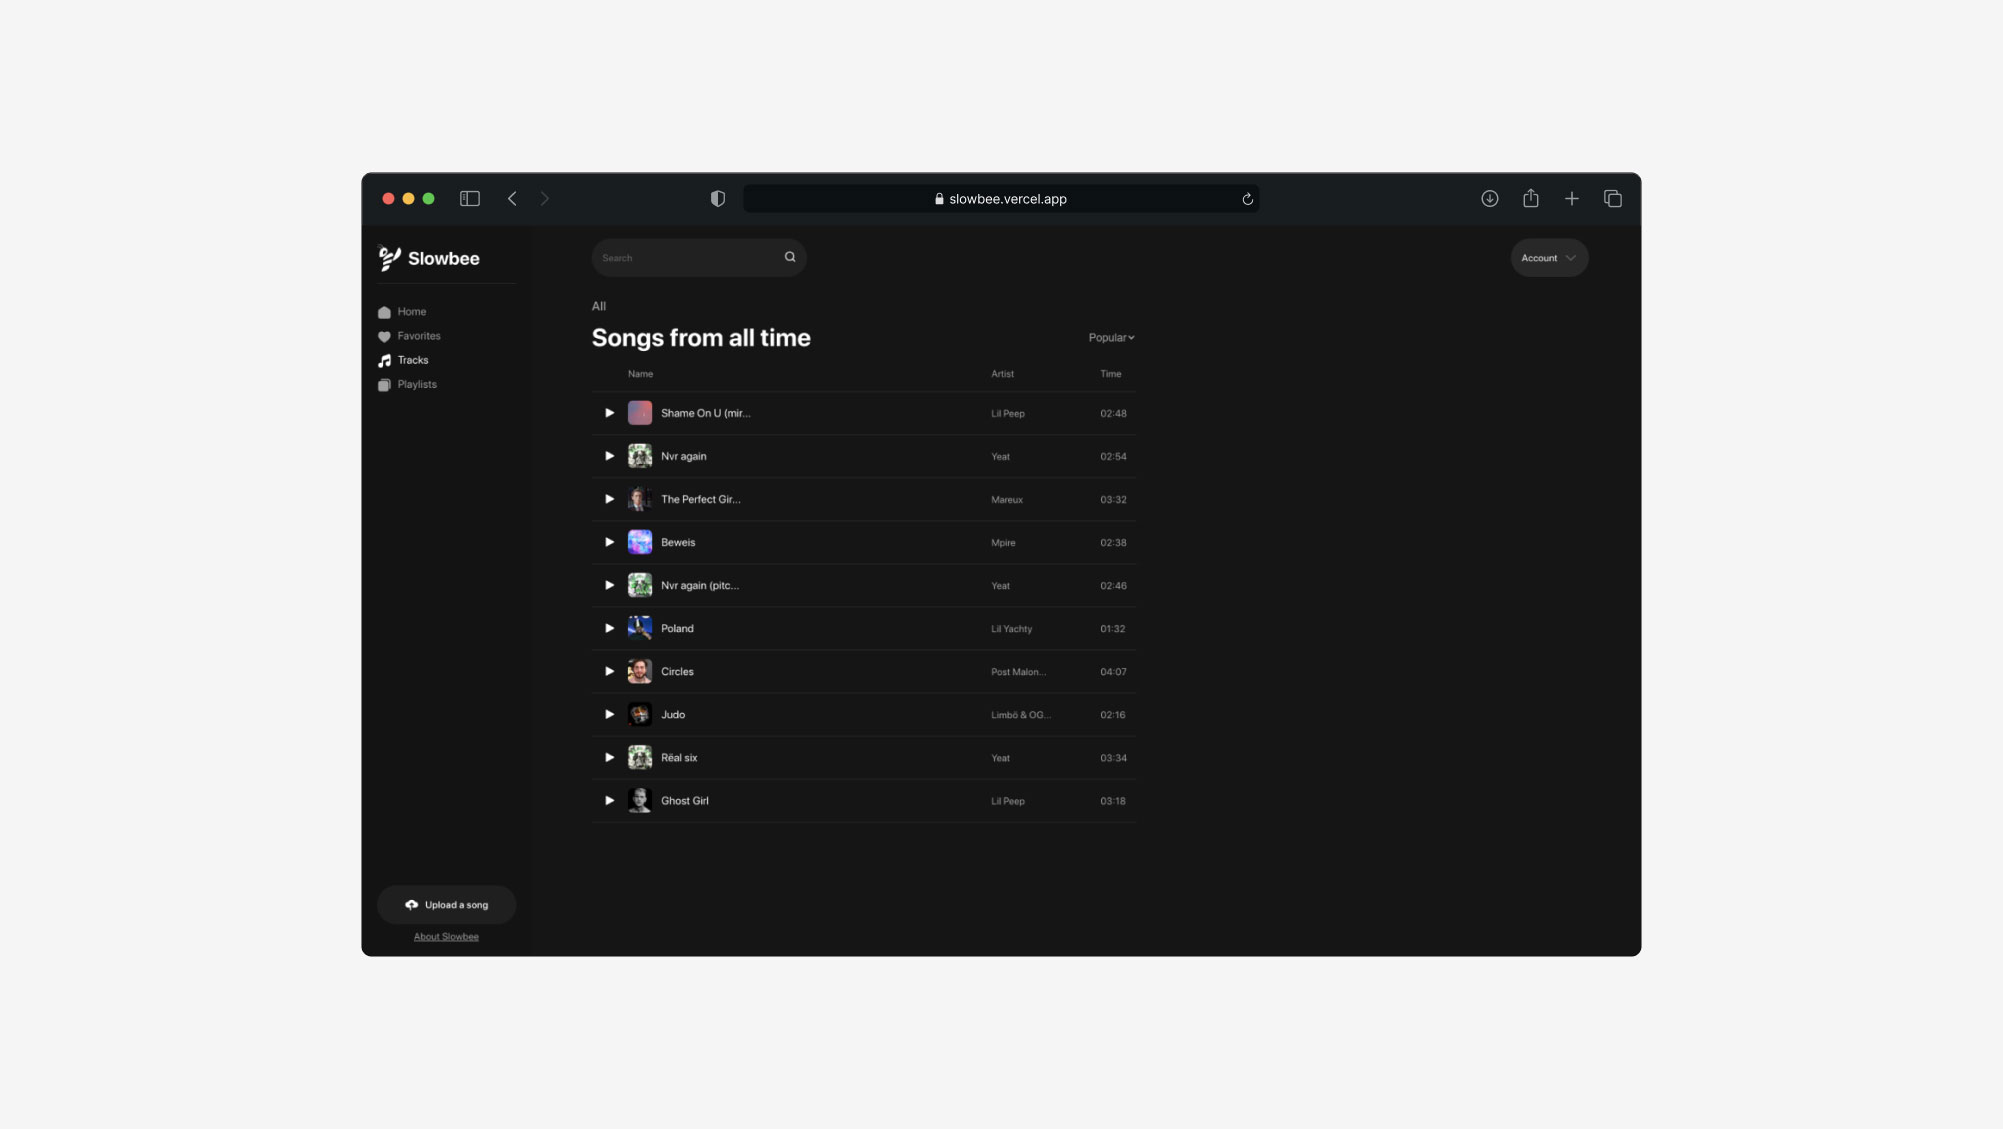 slowbee.vercel.app
Slowbee
Search
Account
Home
Favorites
Tracks
Playlists
All
Songs from all time
Popular
Name Artist Time
Shame On U (mir... Lil Peep 02:48
Nvr again Yeat 02:54
The Perfect Gir... Mareux 03:32
Beweis Mpire 02:38
Nvr again (pitc... Yeat 02:46
Poland Lil Yachty 01:32
Circles Post Malon... 04:07
Judo Limbö & OG... 02:16
Rëal six Yeat 03:34
Ghost Girl Lil Peep 03:18
Upload a song
About Slowbee